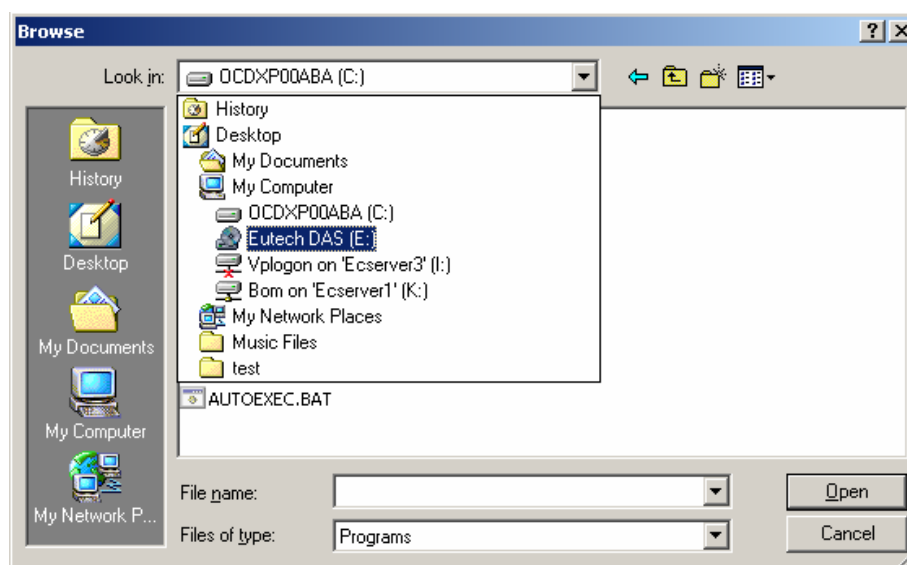 Browse
Look in: OCDXP00ABA (C:)
History
Desktop
My Documents
My Computer
OCDXP00ABA (C:)
Eutech DAS (E:)
Vplogon on 'Ecserver3' (I:)
Bom on 'Ecserver1' (K:)
My Network Places
Music Files
test
AUTOEXEC.BAT
History
Desktop
My Documents
My Computer
My Network P...
File name:
Open
Files of type: Programs
Cancel